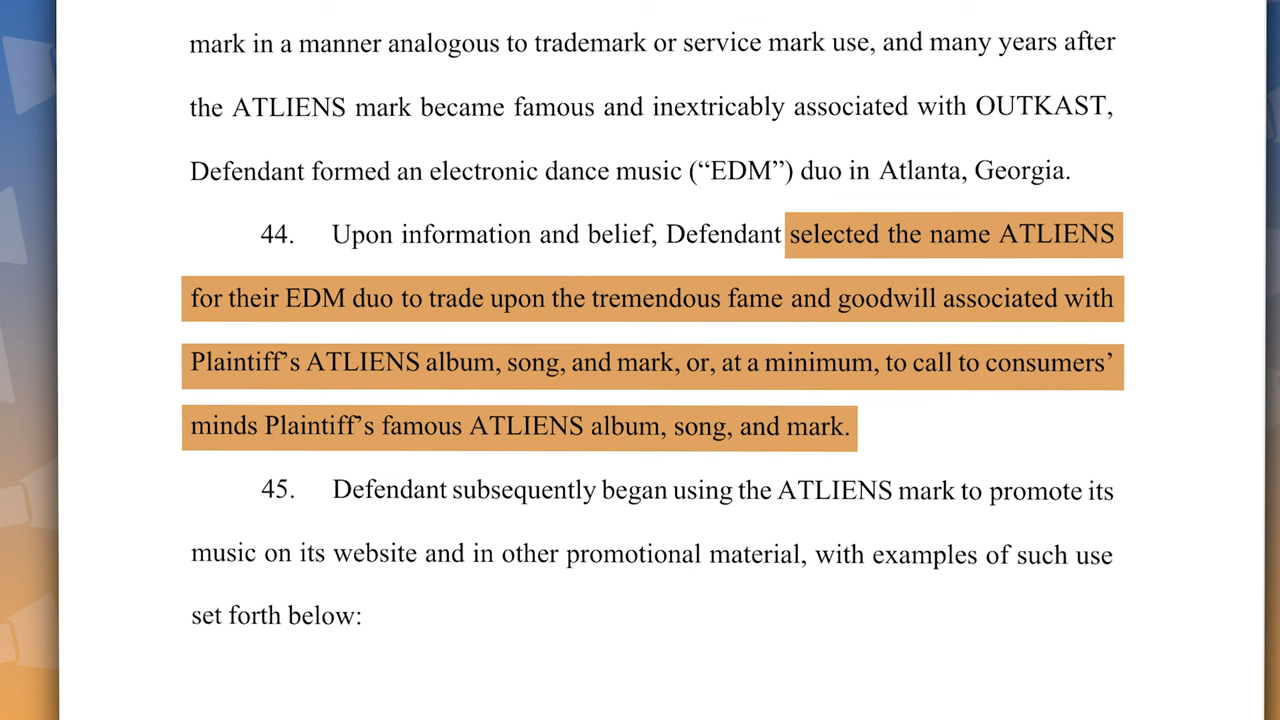 mark in a manner analogous to trademark or service mark use, and many years after
the ATLIENS mark became famous and inextricably associated with OUTKAST,
Defendant formed an electronic dance music (“EDM”) duo in Atlanta, Georgia.
44. Upon information and belief, Defendant selected the name ATLIENS
for their EDM duo to trade upon the tremendous fame and goodwill associated with
Plaintiff’s ATLIENS album, song, and mark, or, at a minimum, to call to consumers’
minds Plaintiff’s famous ATLIENS album, song, and mark.
45. Defendant subsequently began using the ATLIENS mark to promote its
music on its website and in other promotional material, with examples of such use
set forth below: